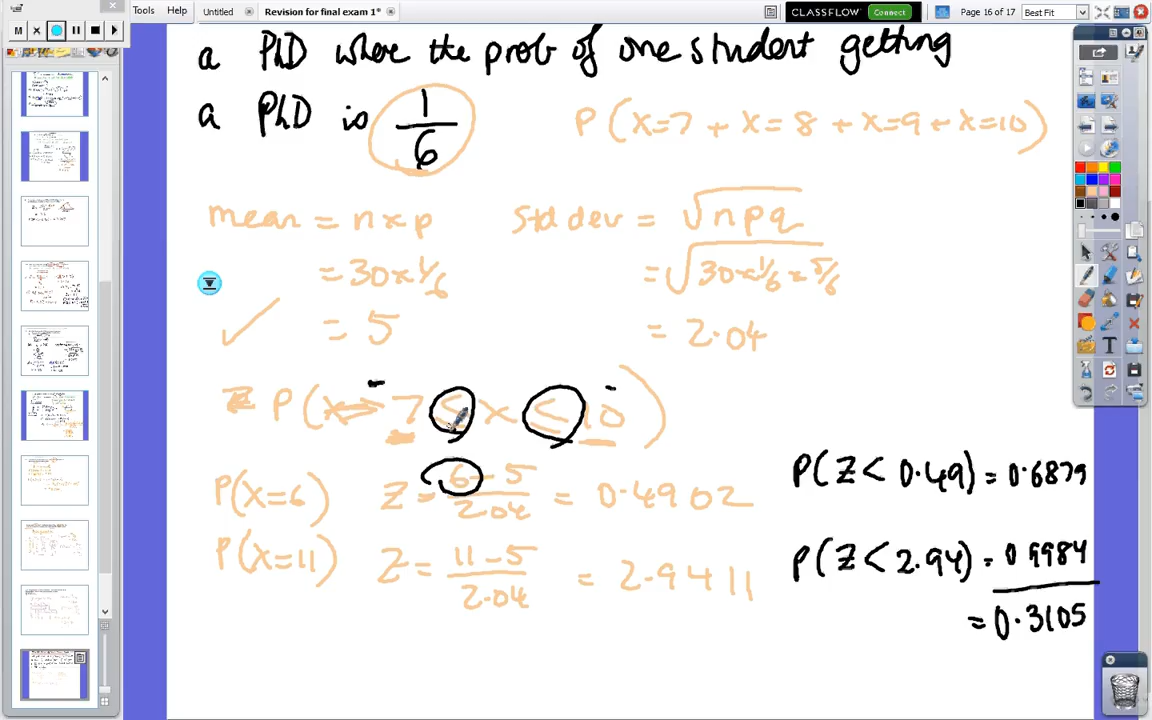 Tools Help Untitled Revision for final exam 1* CLASSFLOW Connect Page 16 of 17 Best Fit
a PhD where the prob of one student getting
a PhD is 1/6
P(X=7 + X=8 + X=9 + X=10)
mean = n x p
= 30 x 1/6
= 5
std dev = √npq
= √30 x 1/6 x 5/6
= 2.04
P( 7 ≤ X ≤ 10 )
P(X=6) Z = 6-5/2.04 = 0.4902
P(X=11) Z = 11-5/2.04 = 2.9411
P(Z < 0.49) = 0.6879
P(Z < 2.94) = 0.9984
= 0.3105